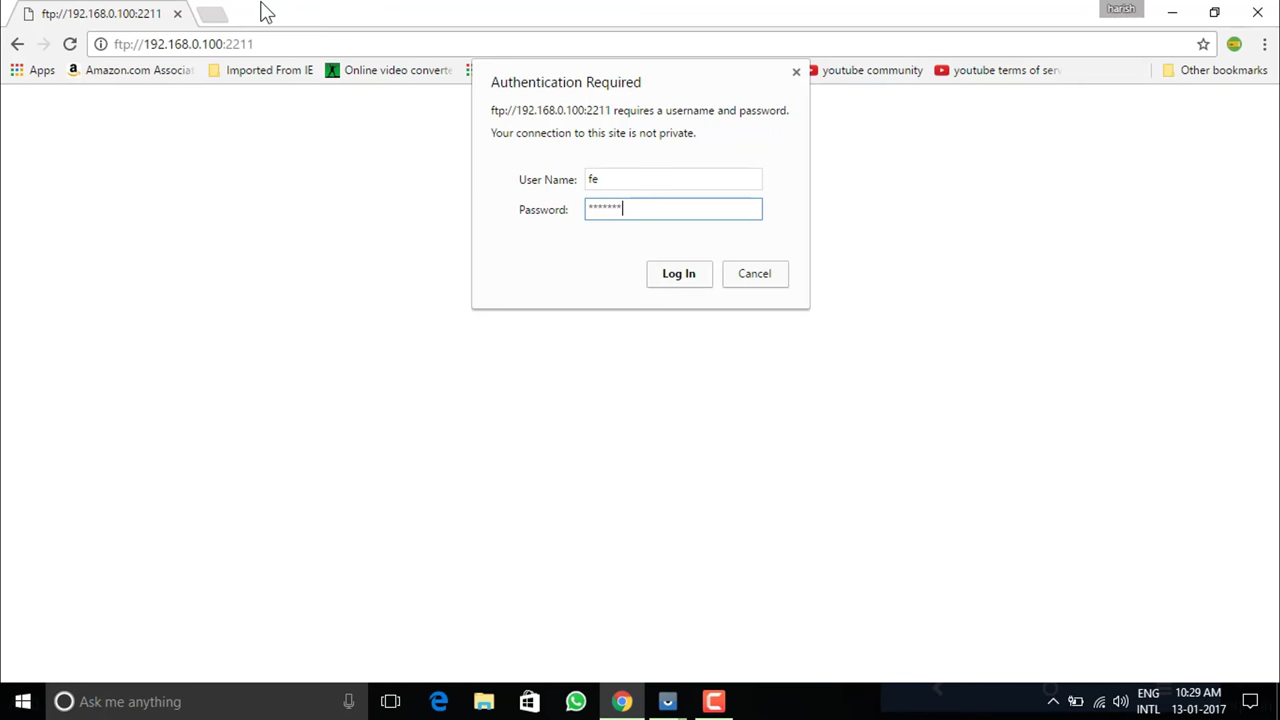 ftp://192.168.0.100:2211
harish
ftp://192.168.0.100:2211
Apps
Amazon.com Associat
Imported From IE
Online video converte
youtube community
youtube terms of serv
Other bookmarks
Authentication Required
ftp://192.168.0.100:2211 requires a username and password.
Your connection to this site is not private.
User Name: fe
Password: *******
Log In
Cancel
Ask me anything
ENG
INTL
10:29 AM
13-01-2017